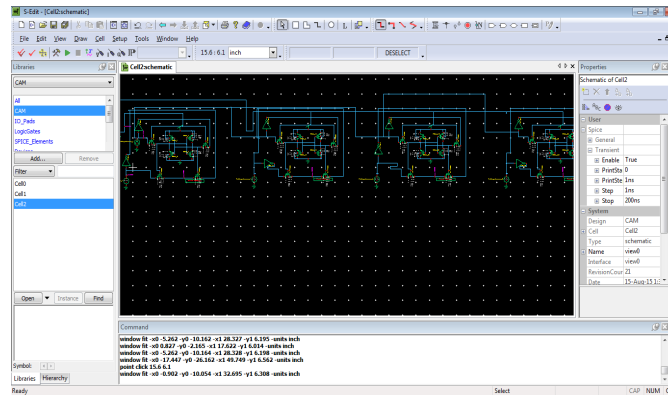 S-Edit - [Cell2:schematic]
File Edit View Draw Cell Setup Tools Window Help
15.6 : 6.1 inch DESELECT
Libraries
Cell2:schematic
Properties
CAM
Schematic of Cell2
All
CAM
IO_Pads
LogicGates
SPICE_Elements
Add... Remove
Filter
Cell0
Cell1
Cell2
Open Instance Find
Symbol:
Libraries Hierarchy
User
Spice
General
Transient
Enable True
PrintSta 0
PrintSte 1ns
Step 1ns
Stop 200ns
System
Design CAM
Cell Cell2
Type schematic
Name view0
Interface view0
RevisionCour 21
Date 15-Aug-15 1:
Command
window fit -x0 -5.262 -y0 -10.162 -x1 28.327 -y1 6.195 -units inch
window fit -x0 0.827 -y0 -2.165 -x1 17.622 -y1 6.014 -units inch
window fit -x0 -5.262 -y0 -10.164 -x1 28.328 -y1 6.198 -units inch
window fit -x0 -17.447 -y0 -26.162 -x1 49.749 -y1 6.562 -units inch
point click 15.6 6.1
window fit -x0 -0.902 -y0 -10.054 -x1 32.695 -y1 6.308 -units inch
Ready Select CAP NUM